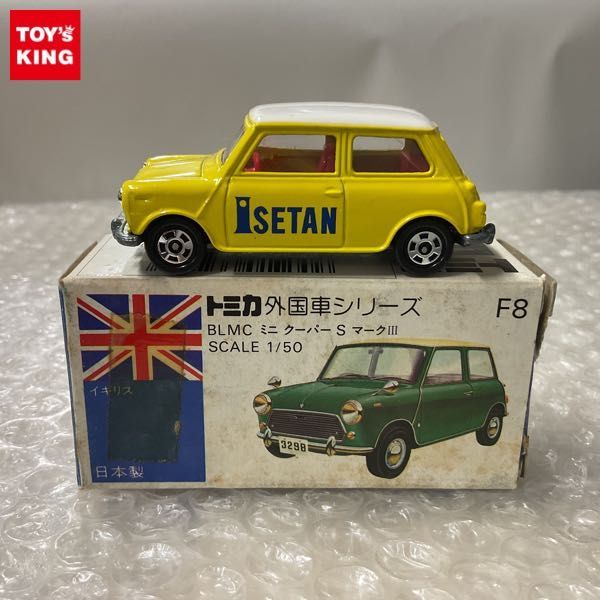 TOY's
KING
ISETAN
トミカ外国車シリーズ F8
BLMC ミニ クーパー S マークIII
SCALE 1/50
イギリス
日本製
3298